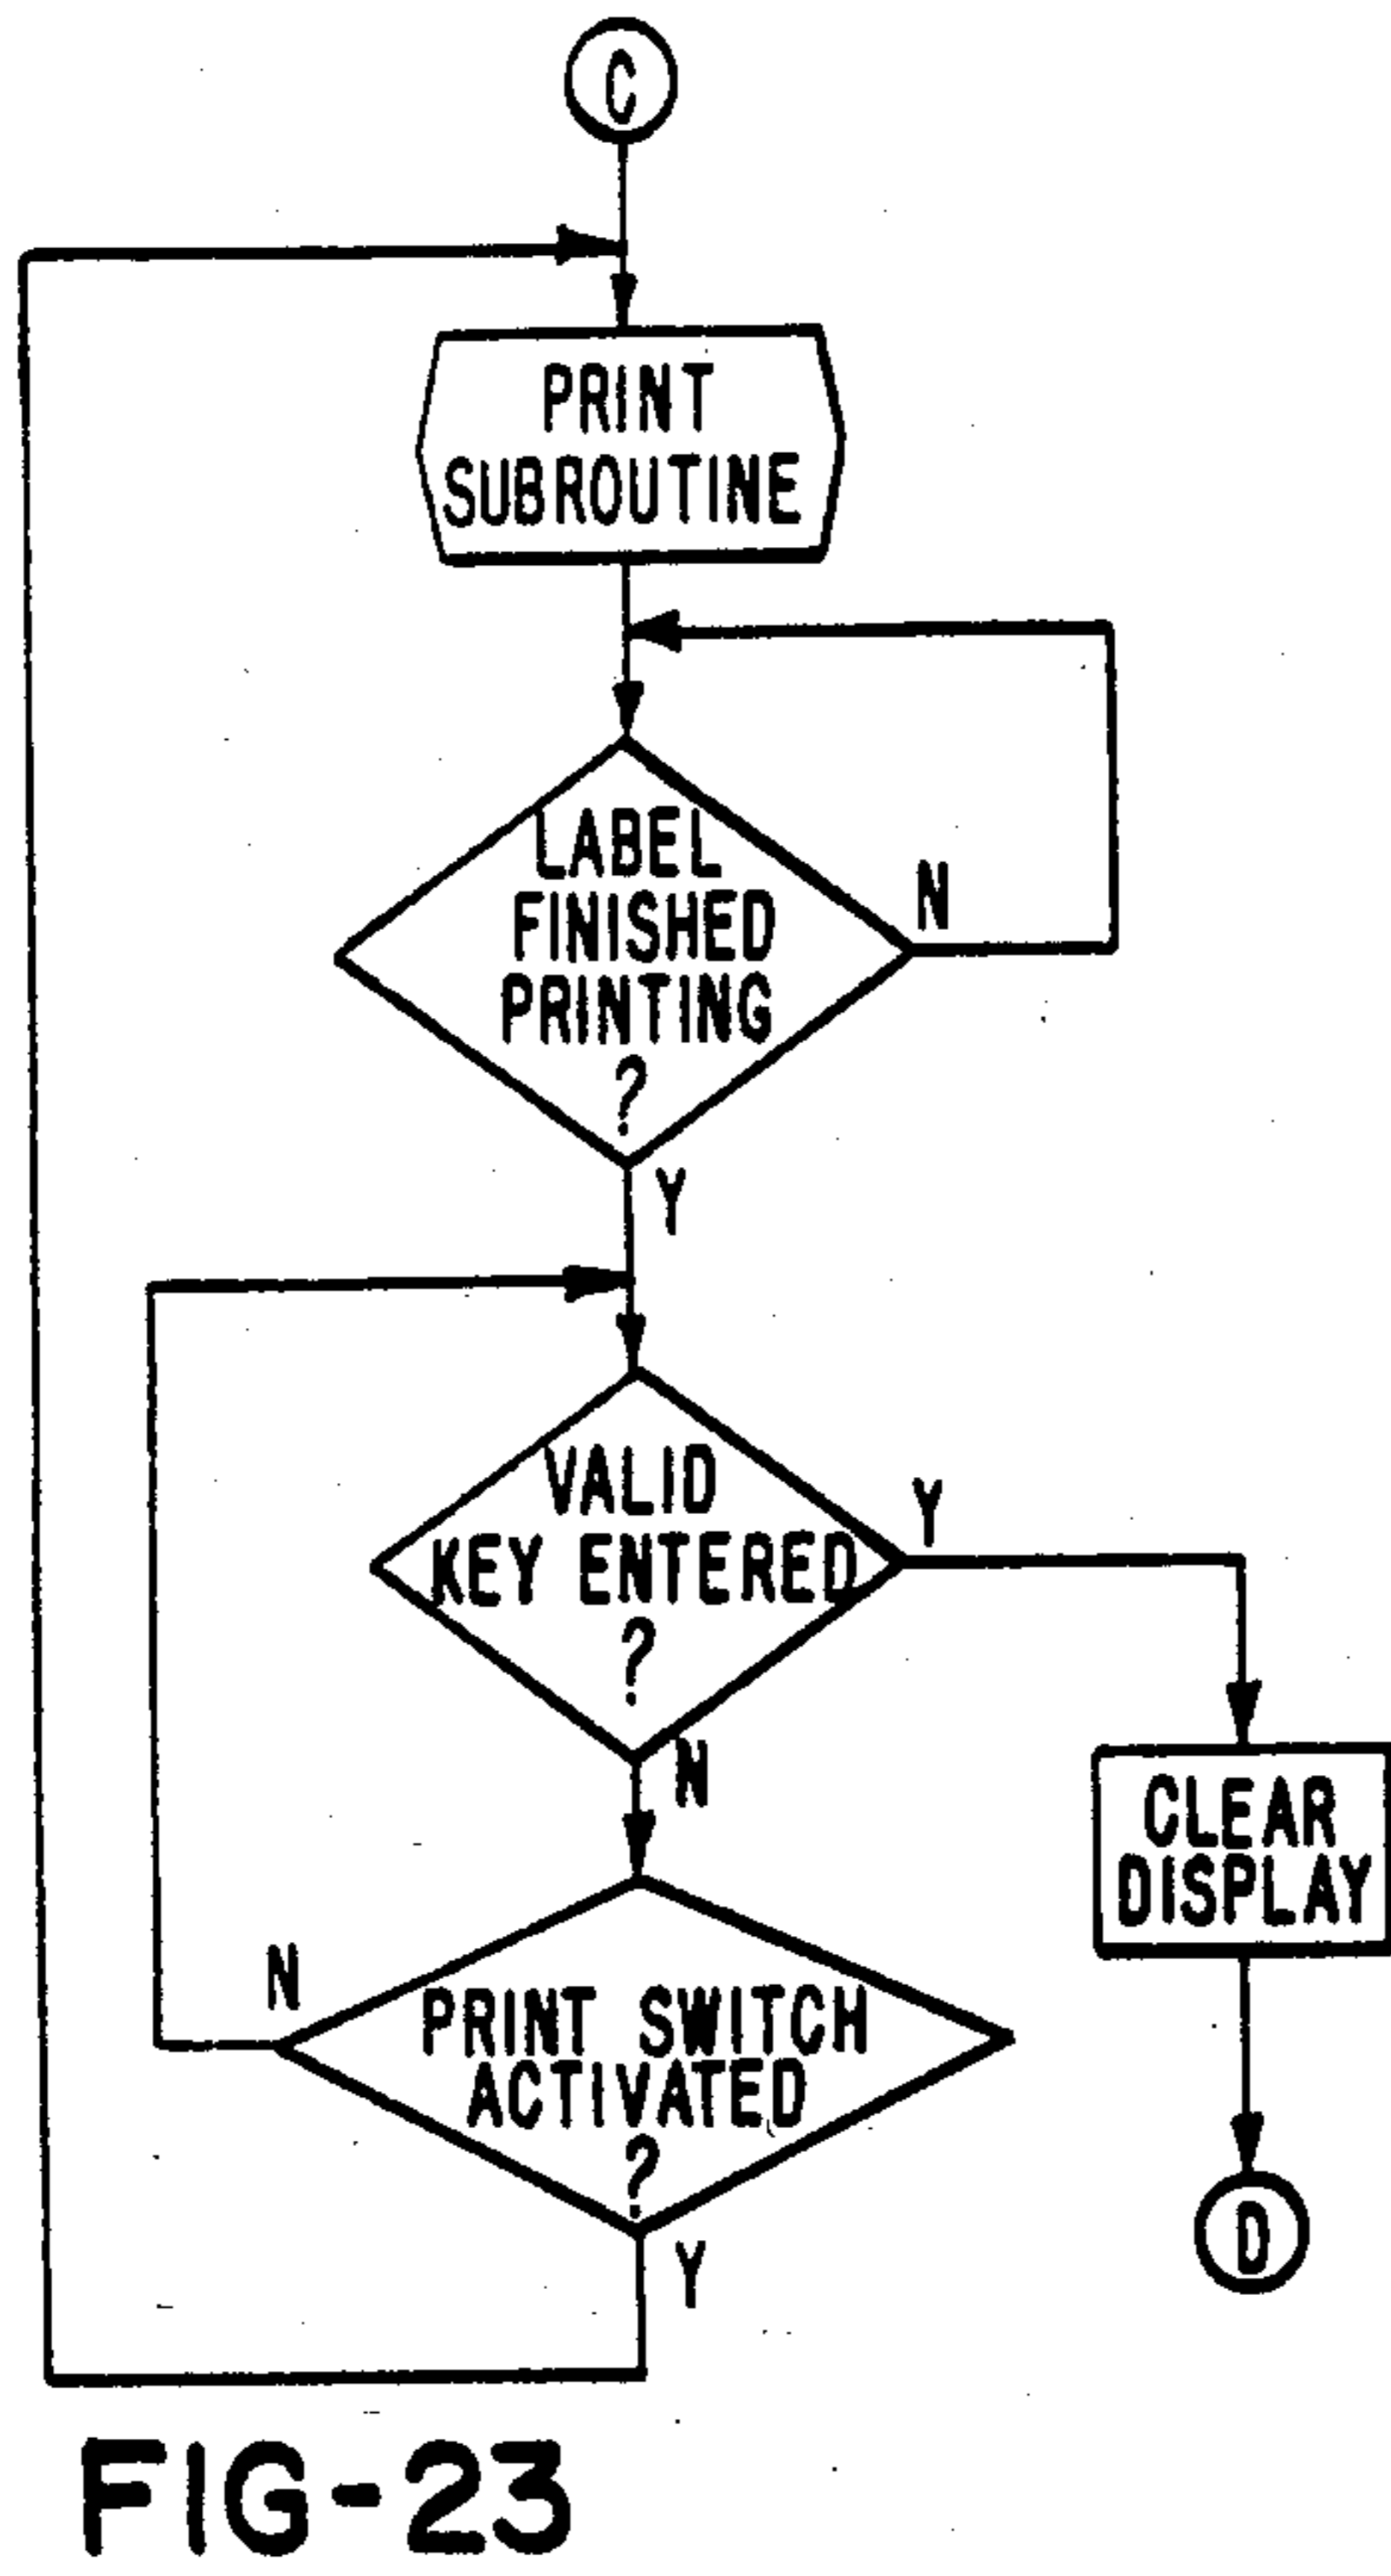 C
PRINT
SUBROUTINE
LABEL
FINISHED
PRINTING
?
N
Y
VALID
KEY ENTERED
?
Y
N
CLEAR
DISPLAY
N
PRINT SWITCH
ACTIVATED
?
Y
D
FIG-23